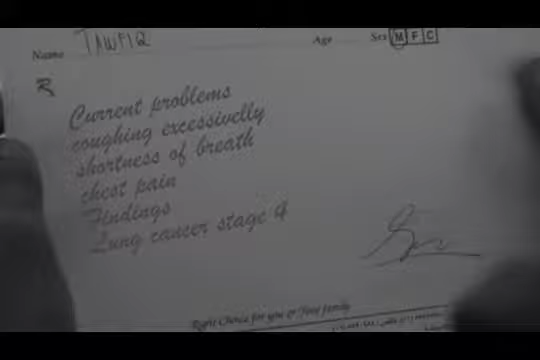 Name TAWFIQ Age Sex M F C
R
Current problems
coughing excessivelly
shortness of breath
chest pain
Findings
Lung cancer stage 4
Right Choice for you or Your family